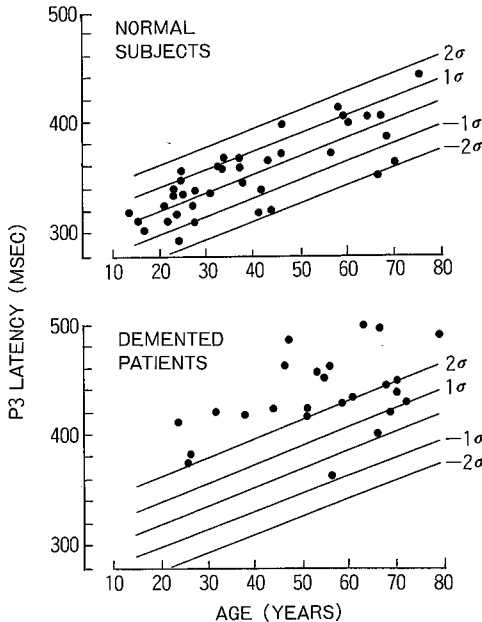 500
NORMAL
SUBJECTS
2σ
1σ
400
−1σ
−2σ
300
10 20 30 40 50 60 70 80
P3 LATENCY (MSEC)
500
DEMENTED
PATIENTS
2σ
1σ
400
−1σ
−2σ
300
10 20 30 40 50 60 70 80
AGE (YEARS)